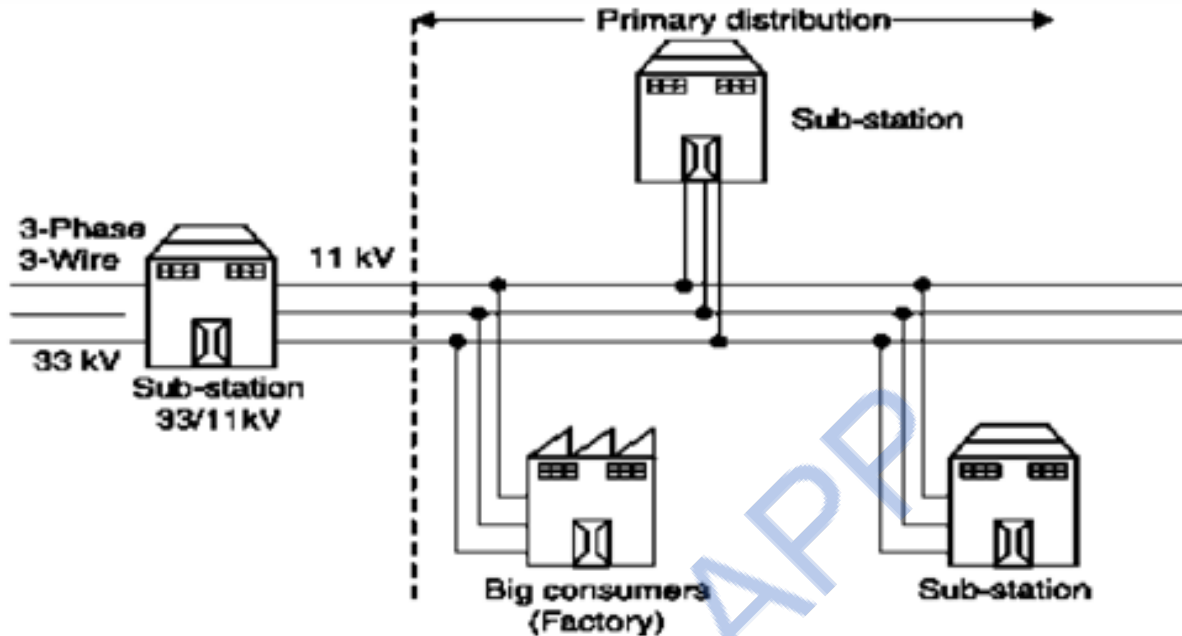 Primary distribution
Sub-station
3-Phase
3-Wire
11 kV
33 kV
Sub-station
33/11kV
Big consumers
(Factory)
Sub-station
APP